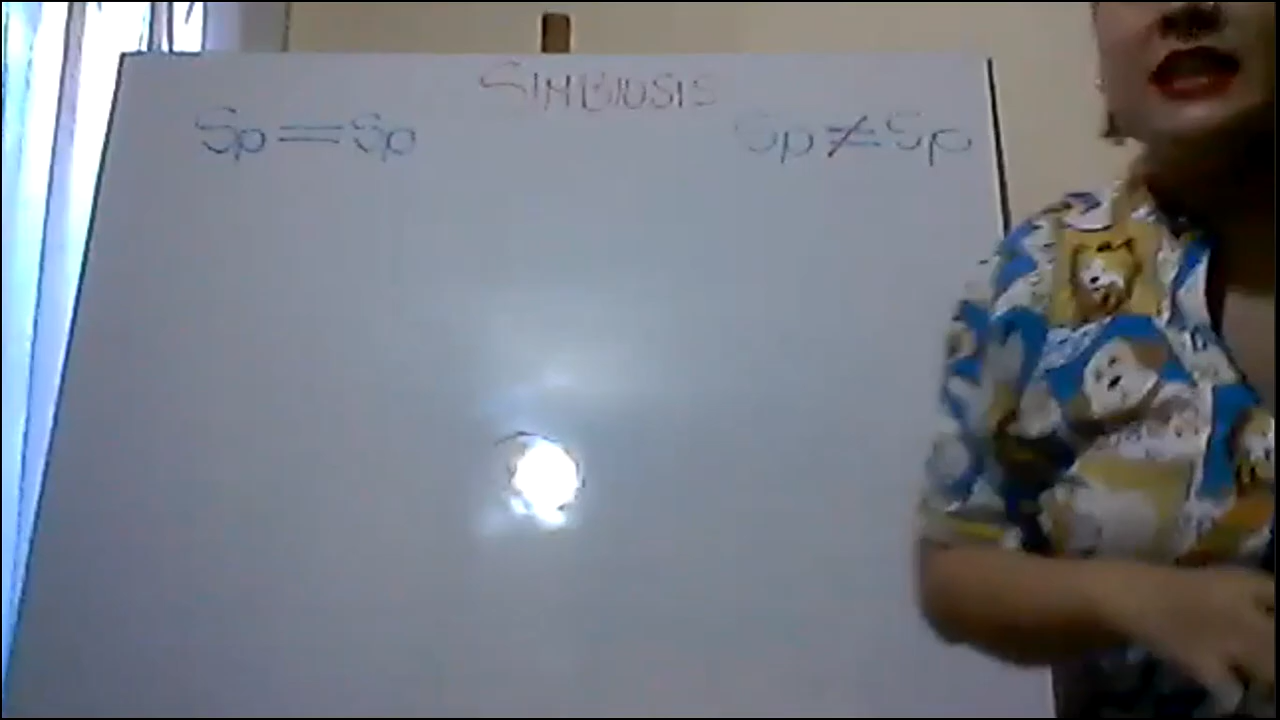 SIMBIOSIS
Sp = Sp
Sp ≠ Sp